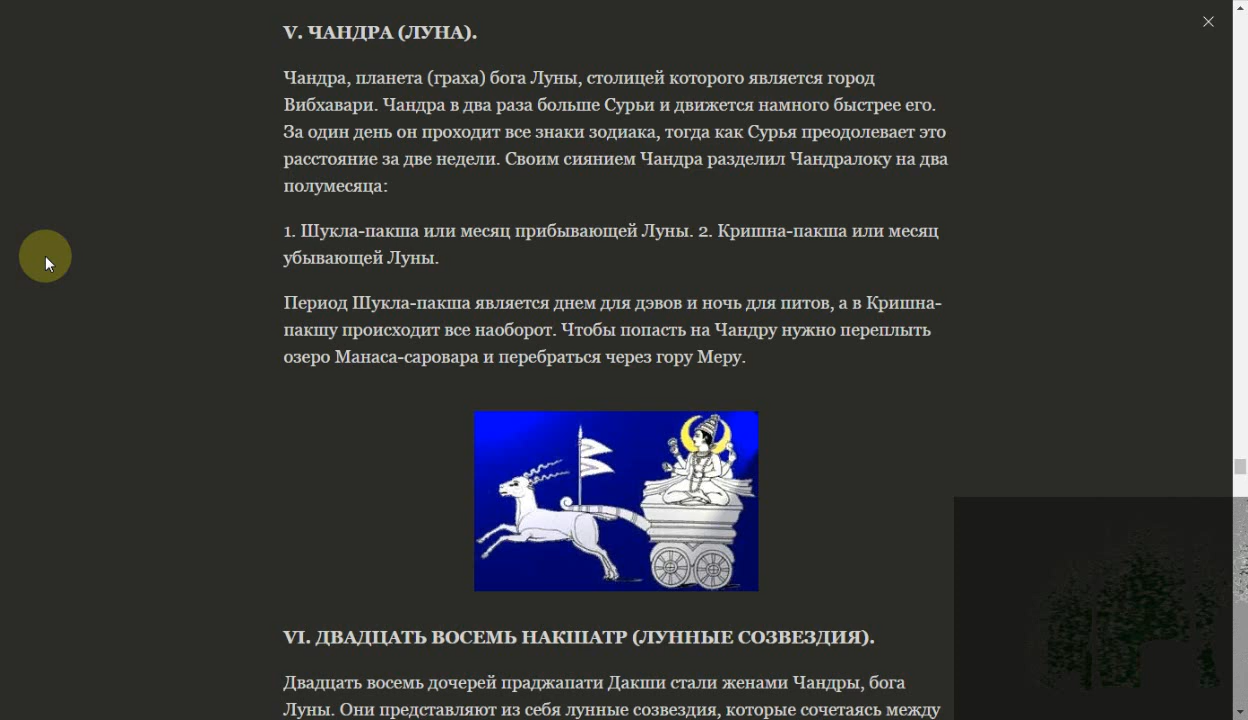 V. ЧАНДРА (ЛУНА).
Чандра, планета (граха) бога Луны, столицей которого является город
Вибхавари. Чандра в два раза больше Сурьи и движется намного быстрее его.
За один день он проходит все знаки зодиака, тогда как Сурья преодолевает это
расстояние за две недели. Своим сиянием Чандра разделил Чандралоку на два
полумесяца:
1. Шукла-пакша или месяц прибывающей Луны. 2. Кришна-пакша или месяц
убывающей Луны.
Период Шукла-пакша является днем для дэвов и ночь для питов, а в Кришна-
пакшу происходит все наоборот. Чтобы попасть на Чандру нужно переплыть
озеро Манаса-саровара и перебраться через гору Меру.
VI. ДВАДЦАТЬ ВОСЕМЬ НАКШАТР (ЛУННЫЕ СОЗВЕЗДИЯ).
Двадцать восемь дочерей праджапати Дакши стали женами Чандры, бога
Луны. Они представляют из себя лунные созвездия, которые сочетаясь между